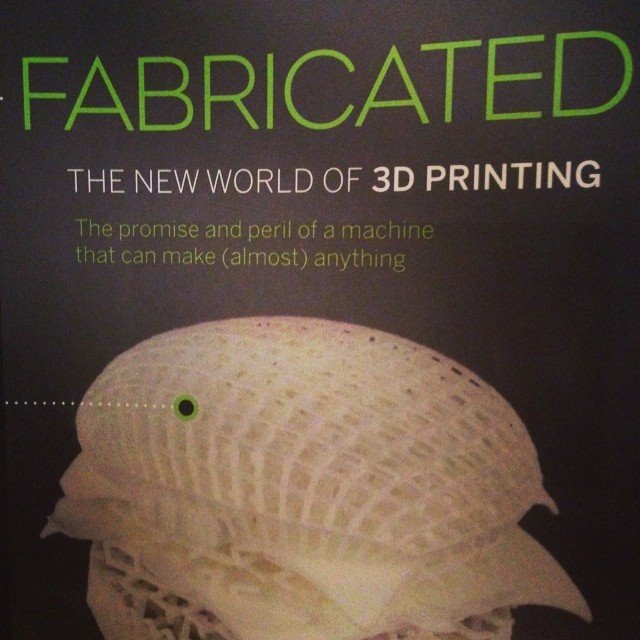 FABRICATED
THE NEW WORLD OF 3D PRINTING
The promise and peril of a machine
that can make (almost) anything